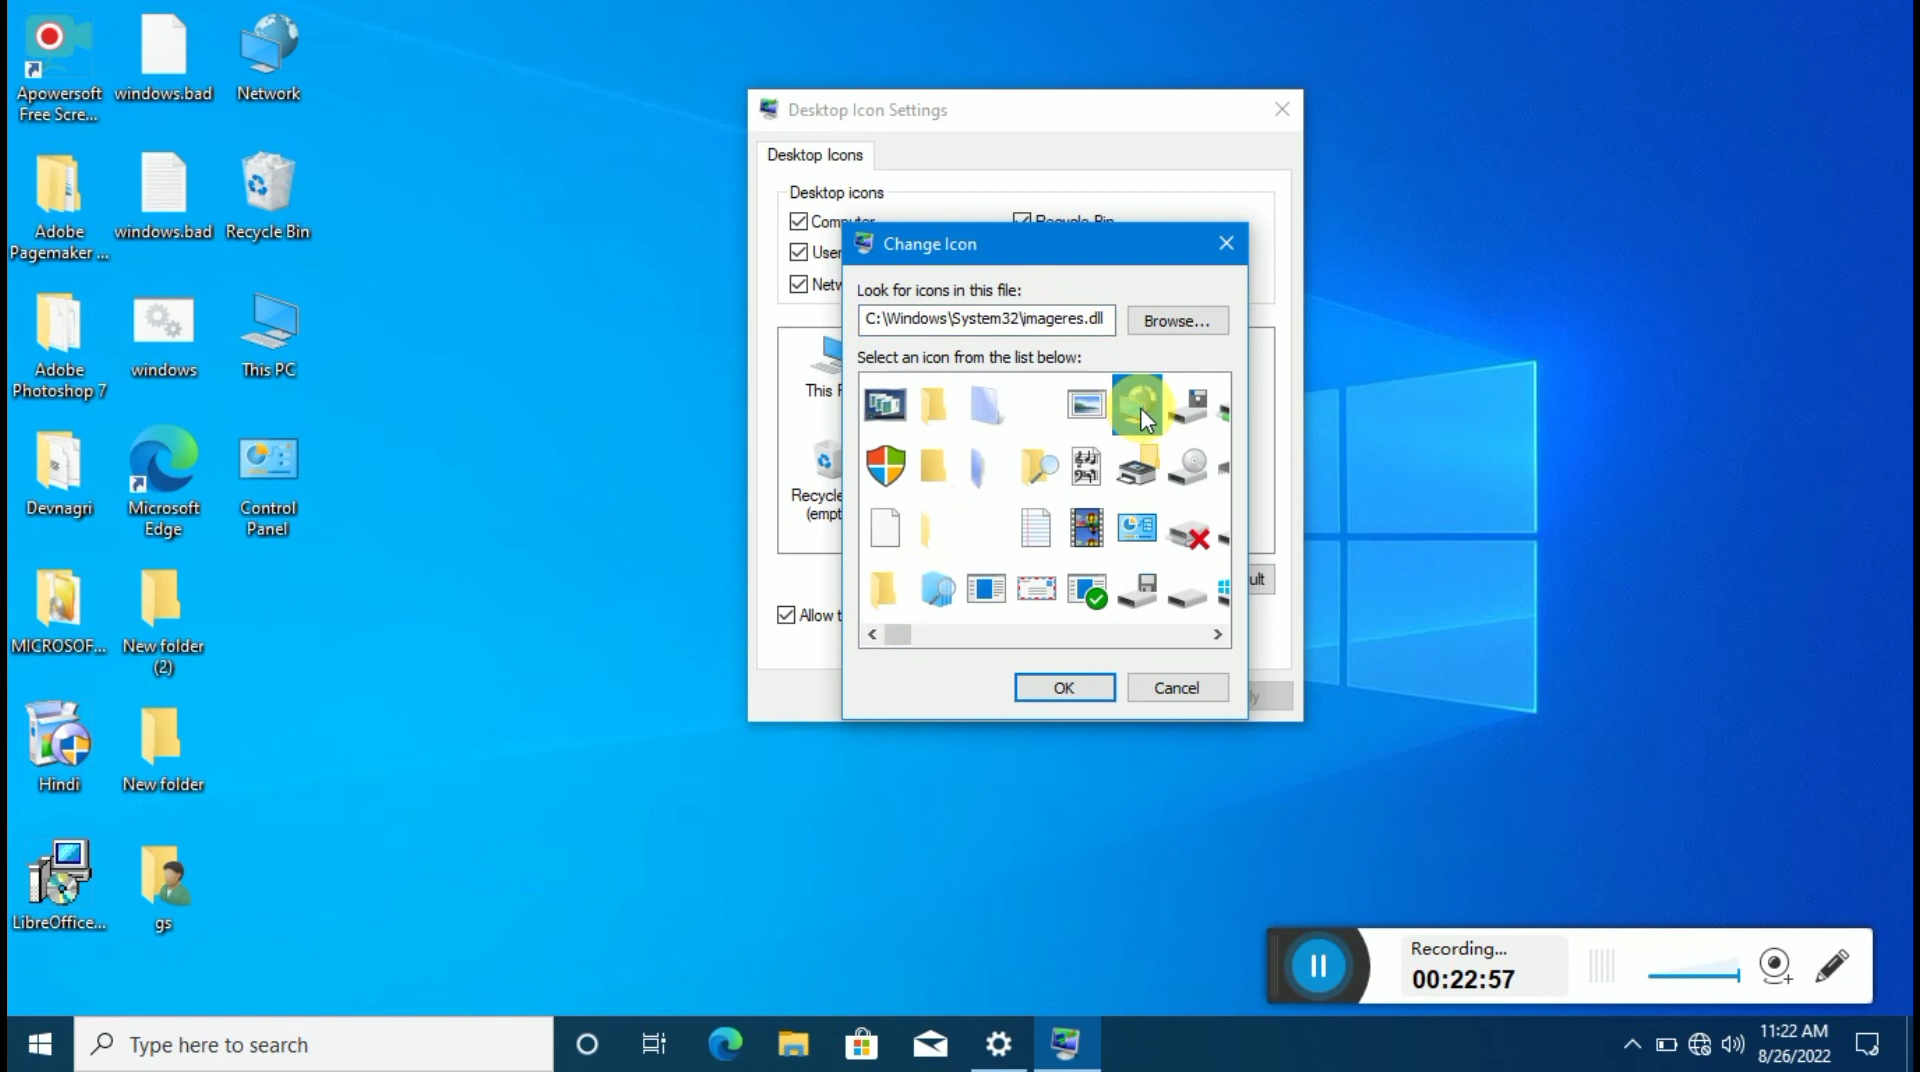 Apowersoft
Free Scre...
windows.bad
Network
Adobe
Pagemaker ...
windows.bad
Recycle Bin
Adobe
Photoshop 7
windows
This PC
Devnagri
Microsoft
Edge
Control
Panel
MICROSOF...
New folder
(2)
Hindi
New folder
LibreOffice...
gs
Desktop Icon Settings
Desktop Icons
Desktop icons
Computer
Recycle Bin
User
Netw
This P
Recycle
(empt
ult
Allow t
y
Change Icon
Look for icons in this file:
C:\Windows\System32\imageres.dll
Browse...
Select an icon from the list below:
OK
Cancel
Recording...
00:22:57
Type here to search
11:22 AM
8/26/2022